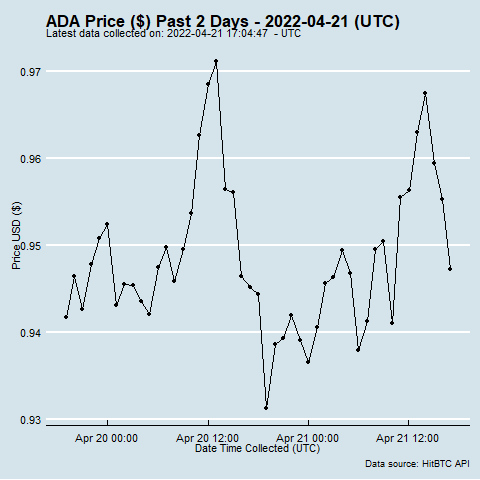 ADA Price ($) Past 2 Days - 2022-04-21 (UTC)
Latest data collected on: 2022-04-21 17:04:47 - UTC
0.97
0.96
0.95
0.94
0.93
Price USD ($)
Apr 20 00:00 Apr 20 12:00 Apr 21 00:00 Apr 21 12:00
Date Time Collected (UTC)
Data source: HitBTC API